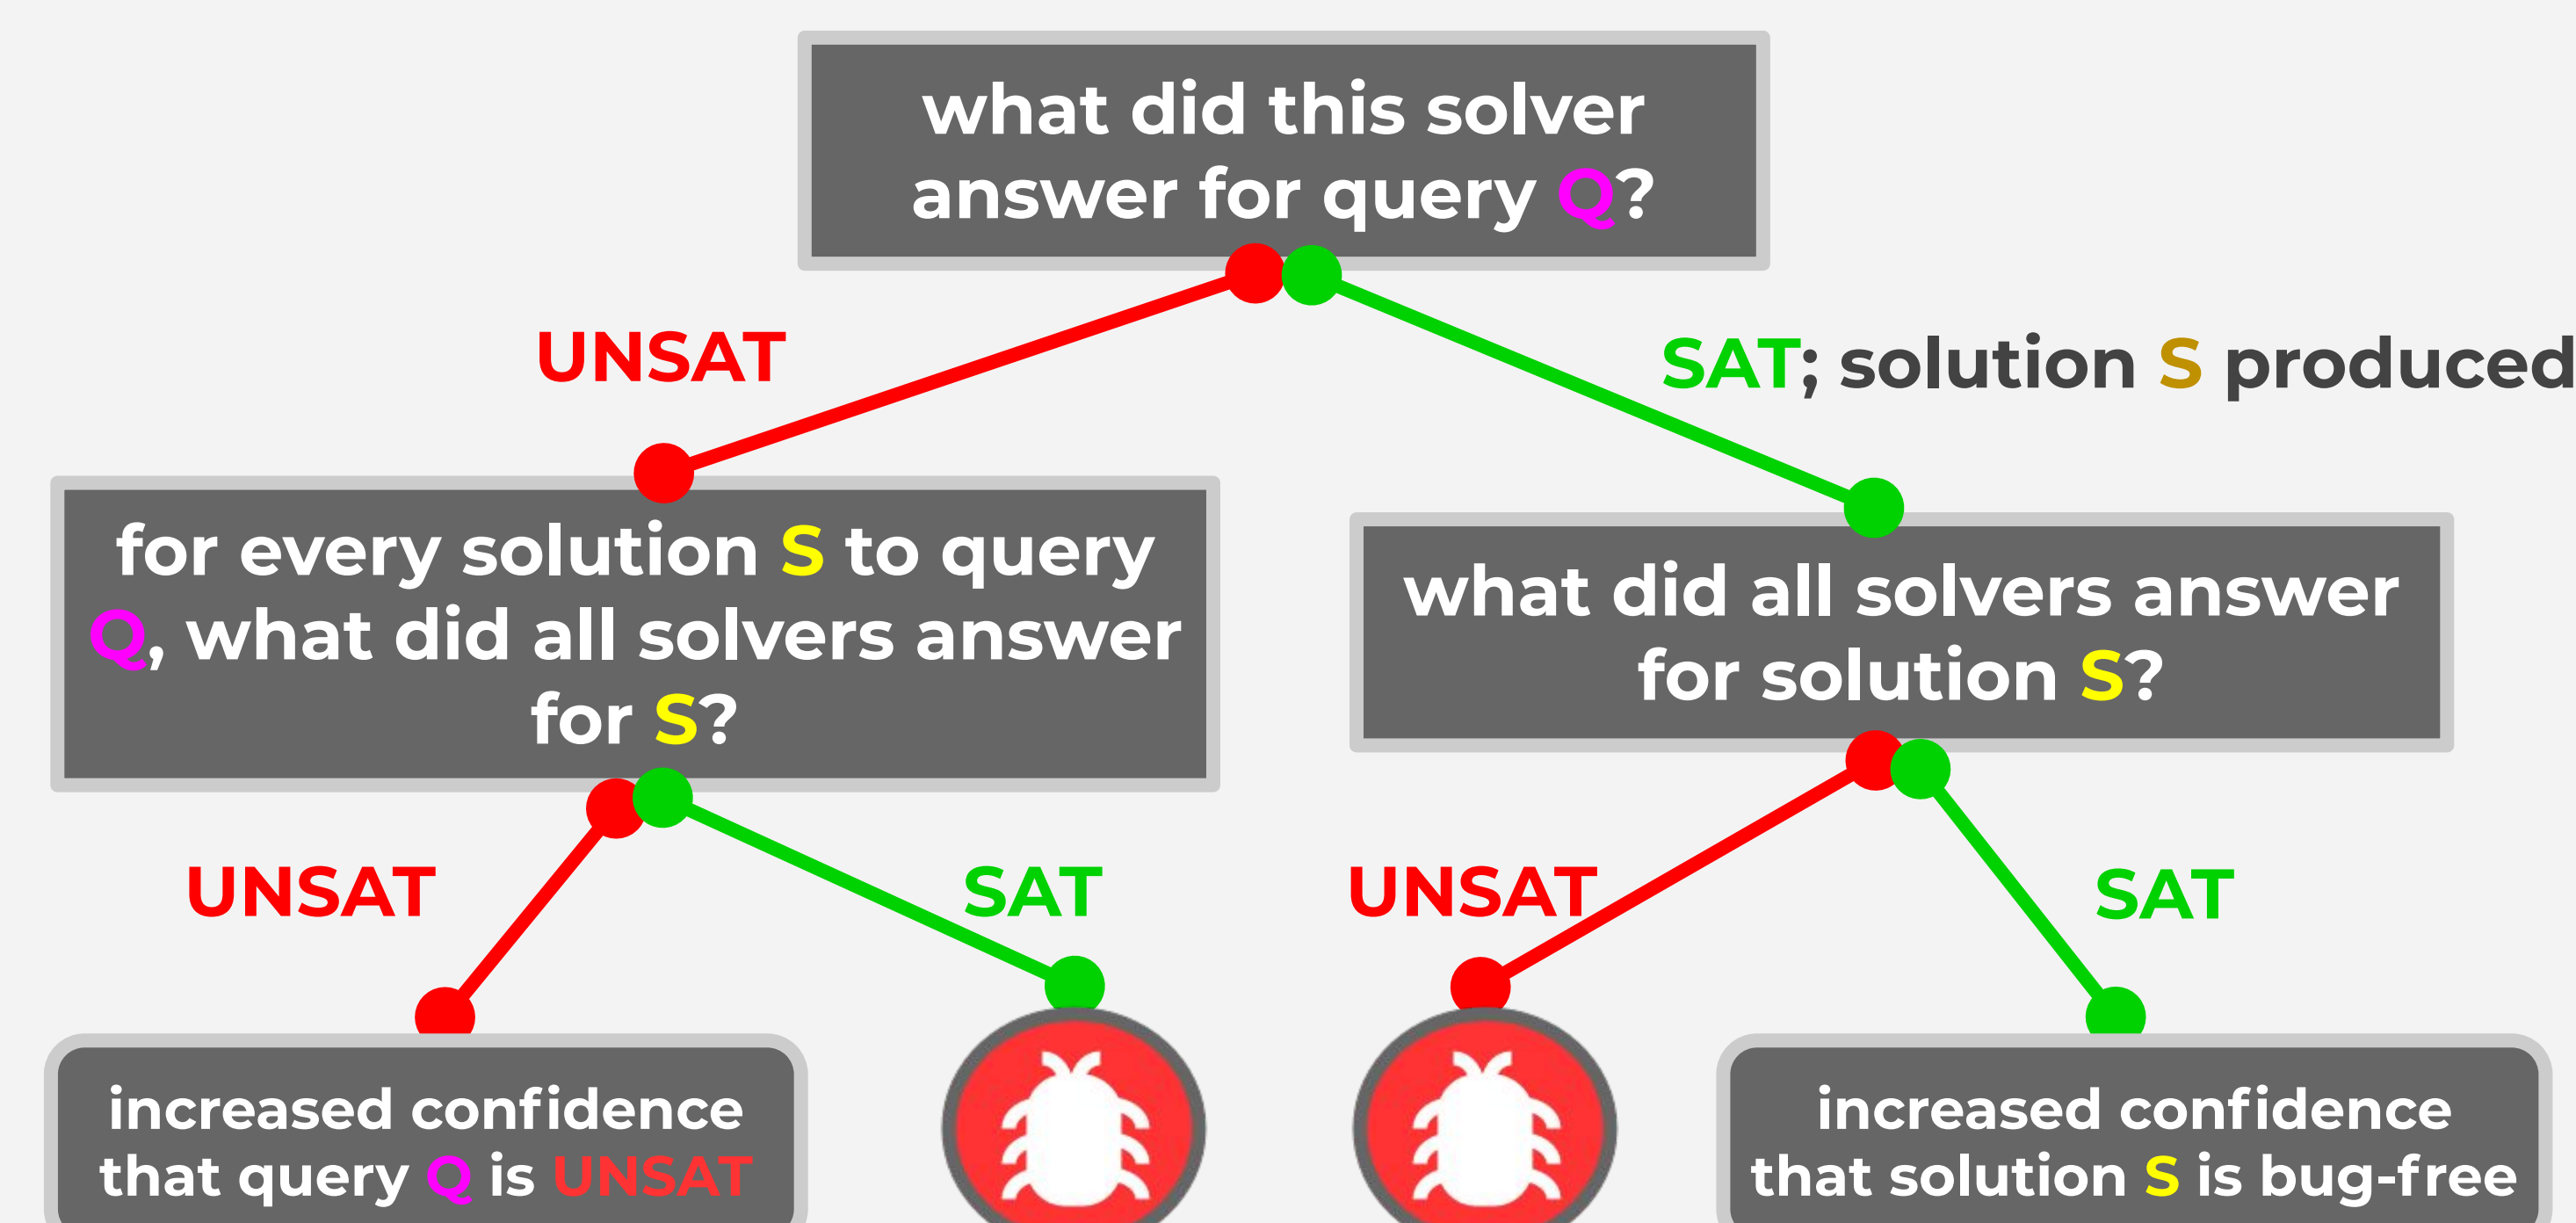 what did this solver
answer for query Q?
UNSAT
SAT; solution S produced
for every solution S to query
Q, what did all solvers answer
for S?
what did all solvers answer
for solution S?
UNSAT
SAT
UNSAT
SAT
increased confidence
that query Q is UNSAT
increased confidence
that solution S is bug-free